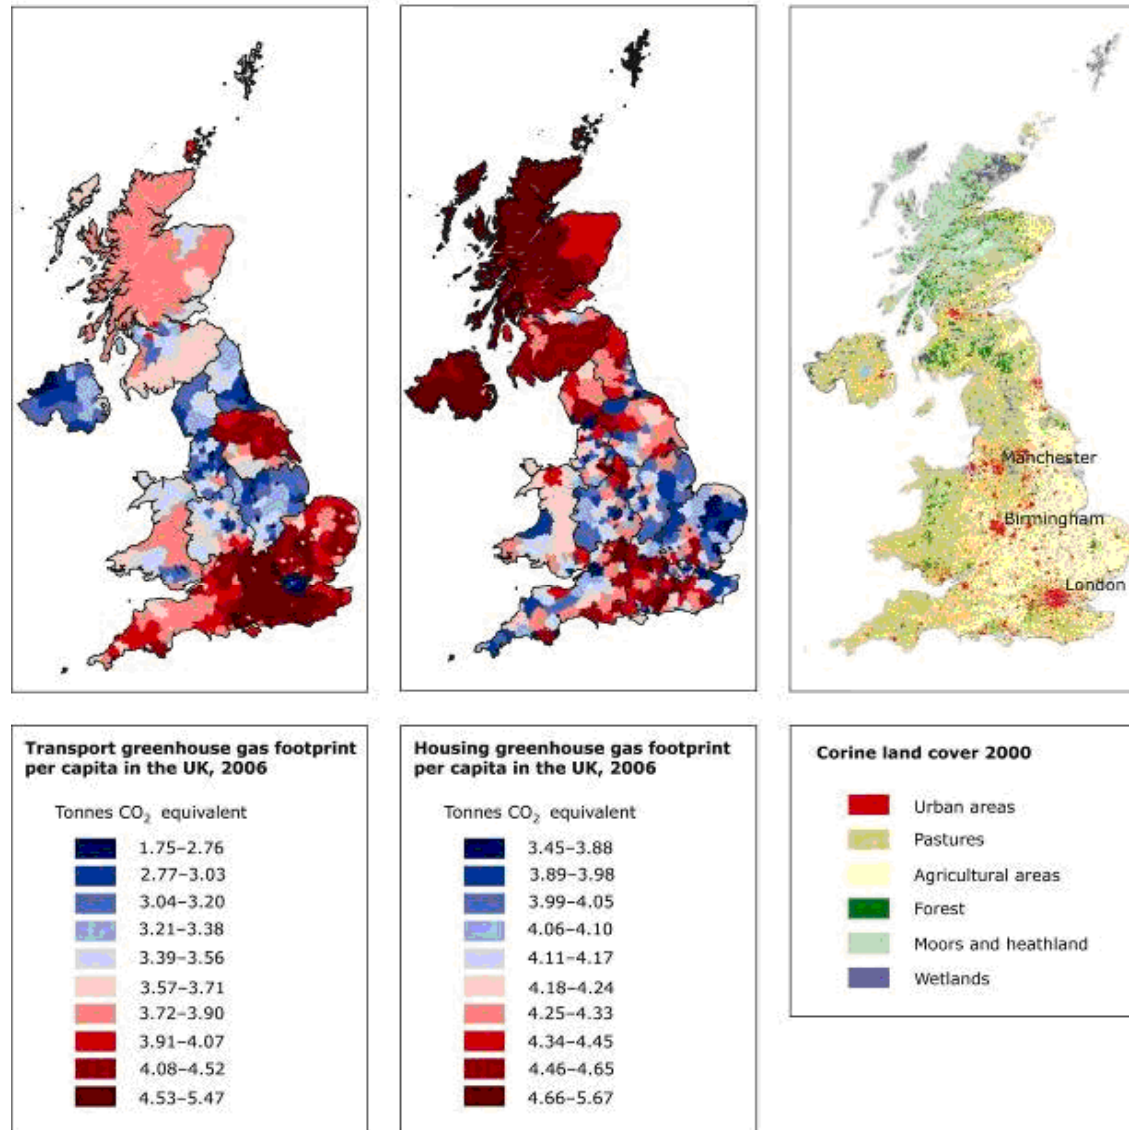 Manchester
Birmingham
London
Transport greenhouse gas footprint
per capita in the UK, 2006
Tonnes CO₂ equivalent
1.75–2.76
2.77–3.03
3.04–3.20
3.21–3.38
3.39–3.56
3.57–3.71
3.72–3.90
3.91–4.07
4.08–4.52
4.53–5.47
Housing greenhouse gas footprint
per capita in the UK, 2006
Tonnes CO₂ equivalent
3.45–3.88
3.89–3.98
3.99–4.05
4.06–4.10
4.11–4.17
4.18–4.24
4.25–4.33
4.34–4.45
4.46–4.65
4.66–5.67
Corine land cover 2000
Urban areas
Pastures
Agricultural areas
Forest
Moors and heathland
Wetlands